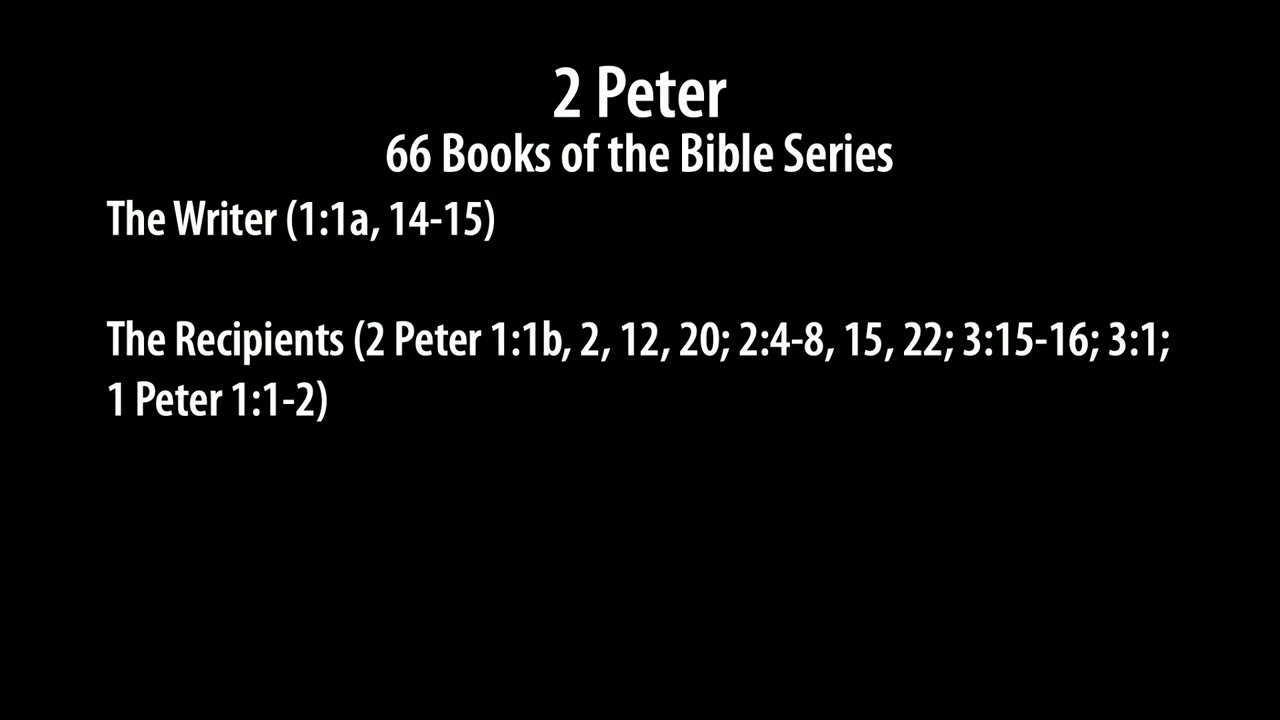 2 Peter
66 Books of the Bible Series
The Writer (1:1a, 14-15)
The Recipients (2 Peter 1:1b, 2, 12, 20; 2:4-8, 15, 22; 3:15-16; 3:1;
1 Peter 1:1-2)